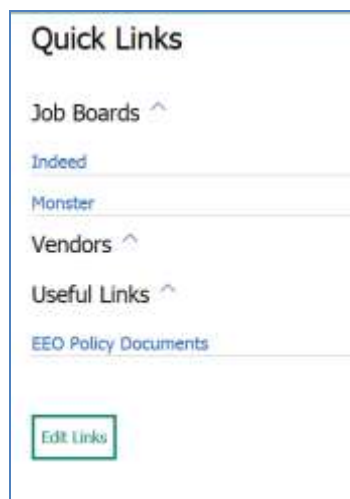 Quick Links
Job Boards
Indeed
Monster
Vendors
Useful Links
EEO Policy Documents
Edit Links